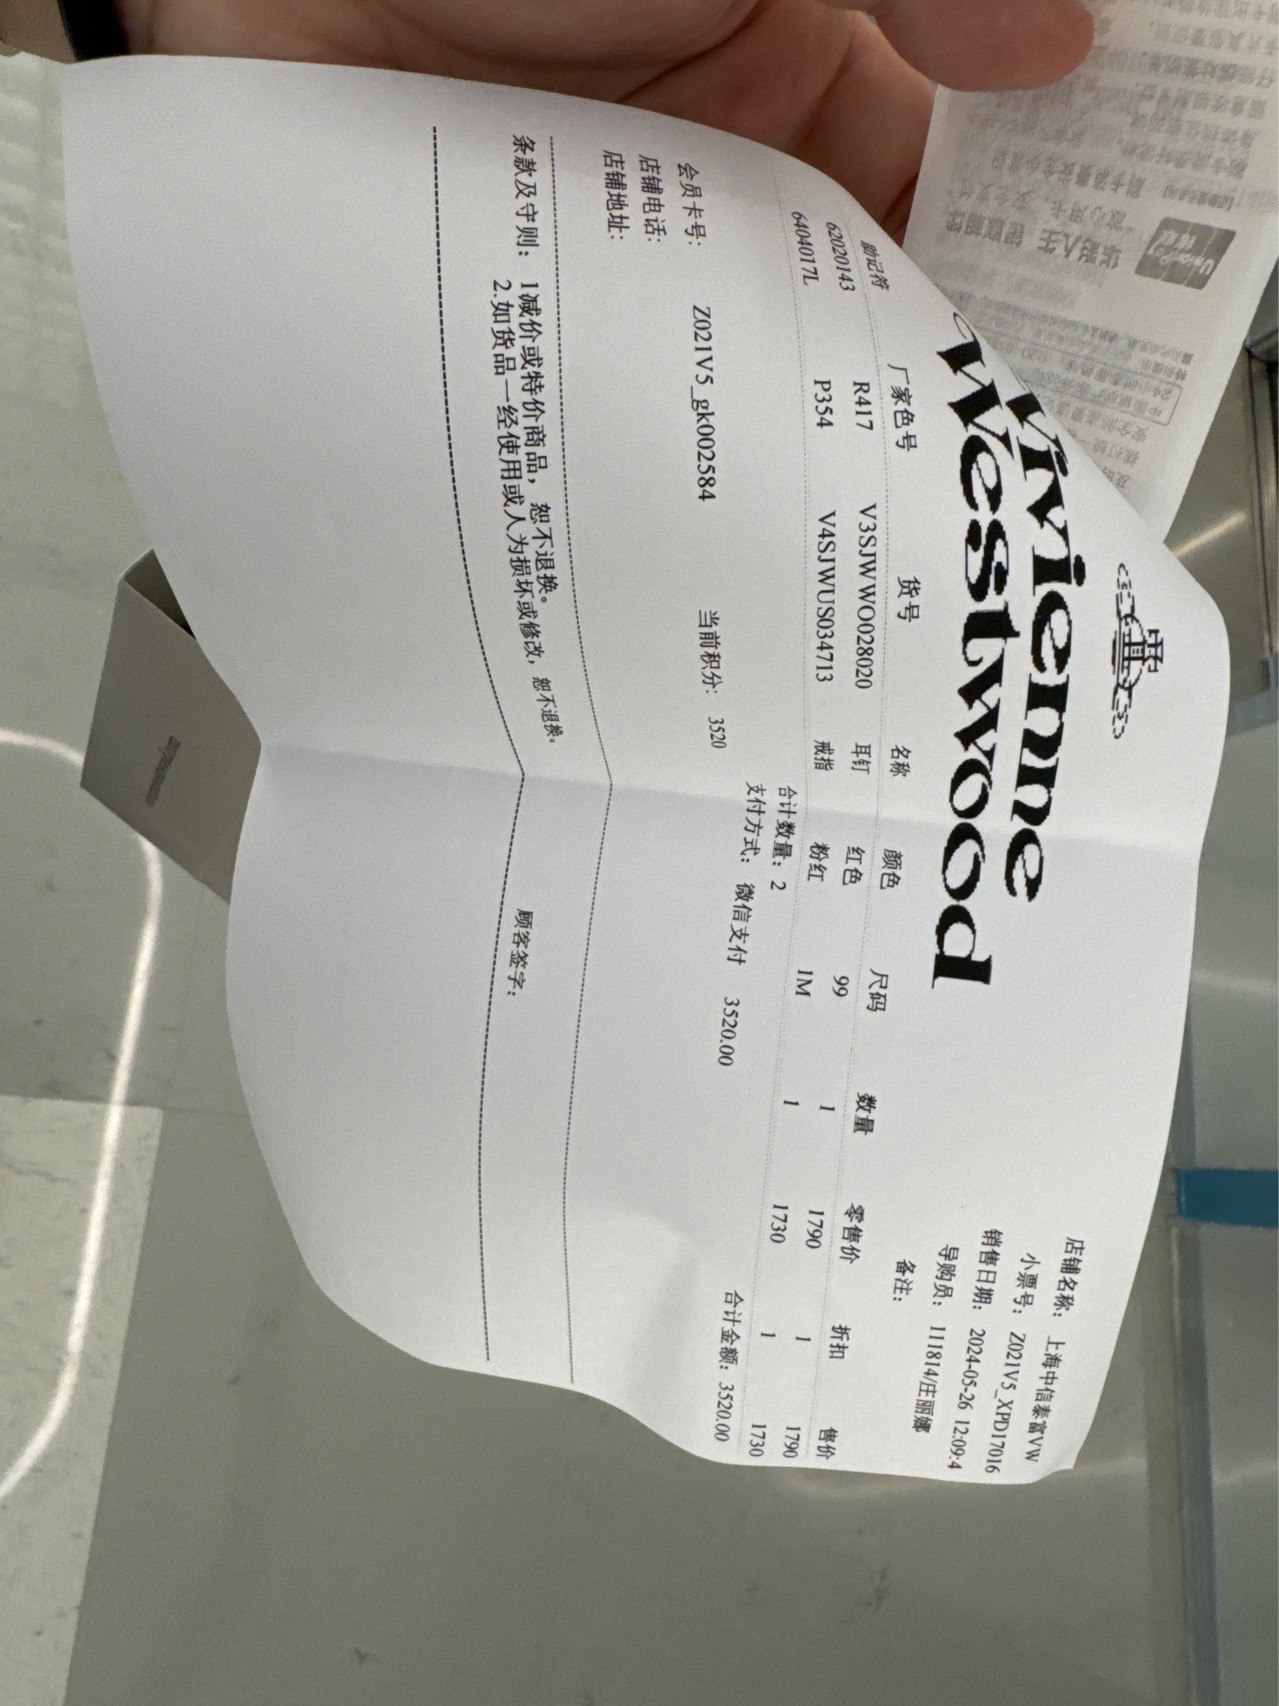 Vivienne
Westwood
店铺名称: 上海中信泰富VW
小票号: Z021V5_XPD17016
销售日期: 2024-05-26 12:09:4
导购员: 111814/庄丽娜
备注:
助记符 厂家色号 货号 名称 颜色 尺码 数量 零售价 折扣 售价
62020143 R417 V3SJWWO028020 耳钉 红色 99 1 1790 1 1790
6404017L P354 V4SJWUS034713 戒指 粉红 1M 1 1730 1 1730
合计数量: 2 合计金额: 3520.00
支付方式: 微信支付 3520.00
会员卡号: Z021V5_gk002584 当前积分: 3520
店铺电话:
店铺地址:
条款及守则: 1减价或特价商品, 恕不退换。
2.如货品一经使用或人为损坏或修改, 恕不退换。
顾客签字:
UnionPay
银联